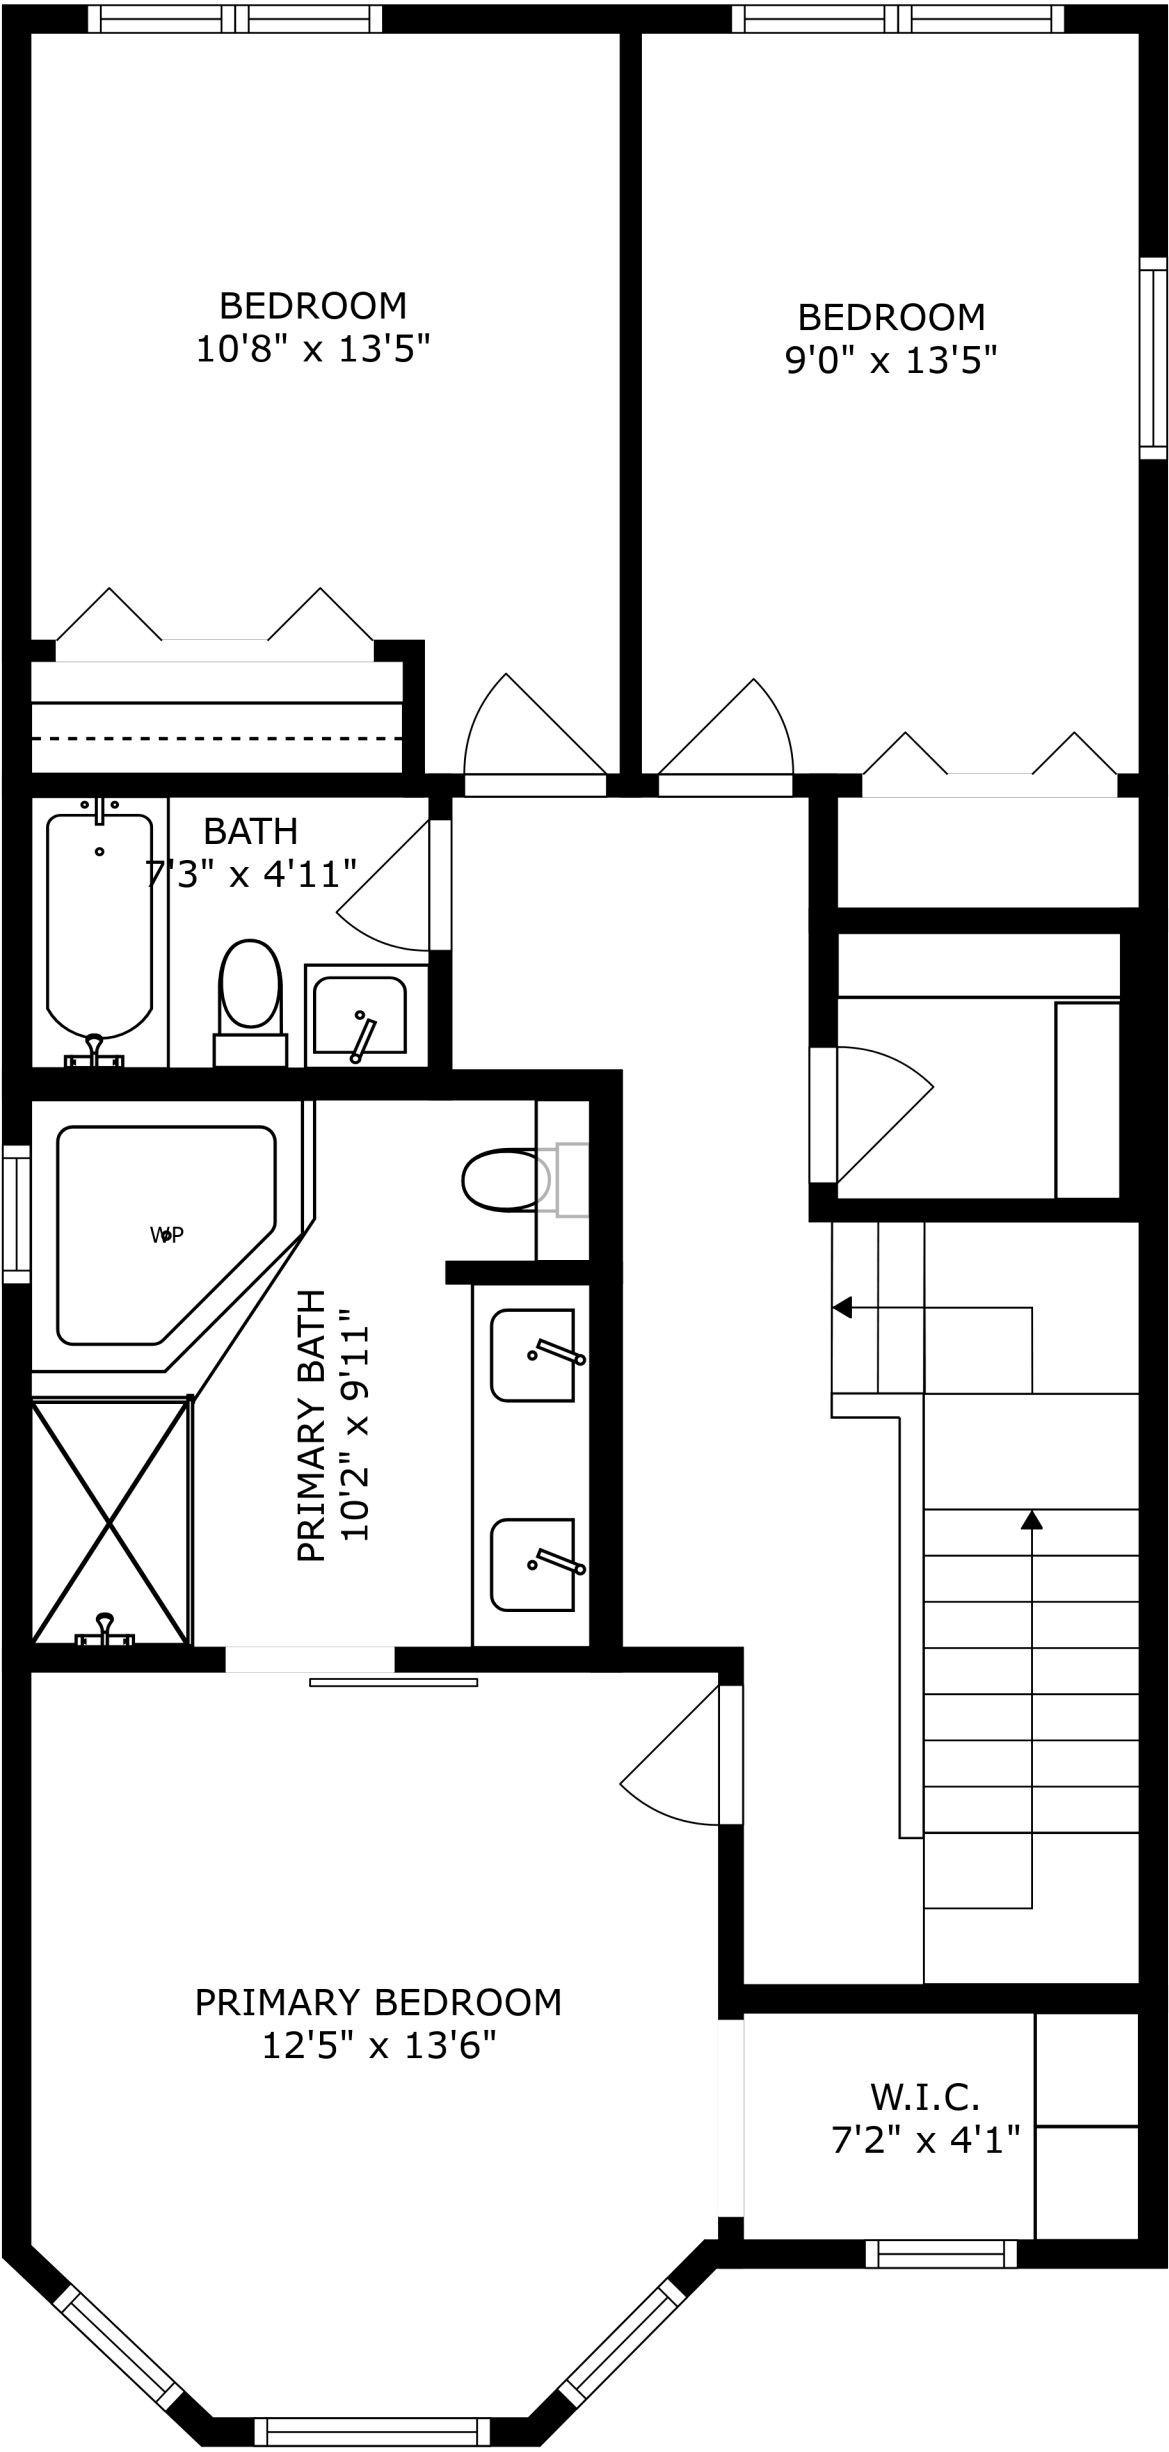 BEDROOM
10'8" x 13'5"
BEDROOM
9'0" x 13'5"
BATH
7'3" x 4'11"
WP
PRIMARY BATH
10'2" x 9'11"
PRIMARY BEDROOM
12'5" x 13'6"
W.I.C.
7'2" x 4'1"